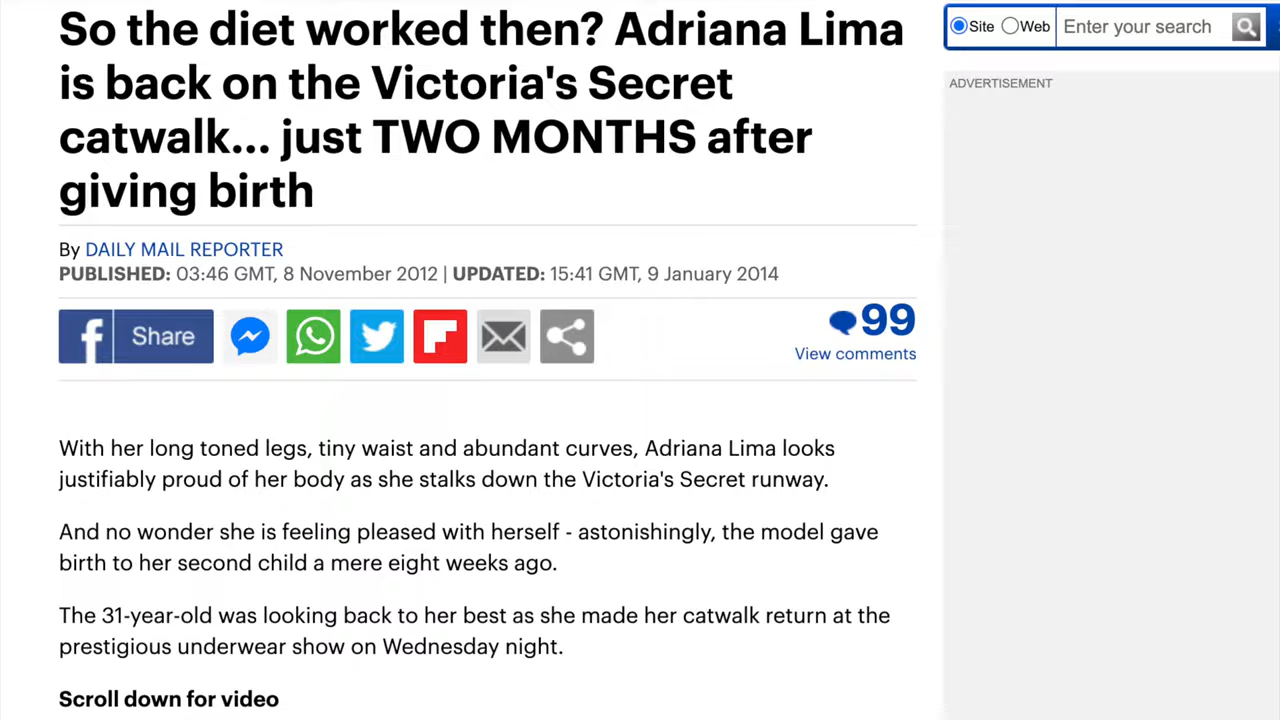 So the diet worked then? Adriana Lima
is back on the Victoria's Secret
catwalk... just TWO MONTHS after
giving birth
Site Web Enter your search
ADVERTISEMENT
By DAILY MAIL REPORTER
PUBLISHED: 03:46 GMT, 8 November 2012 | UPDATED: 15:41 GMT, 9 January 2014
f Share
99
View comments
With her long toned legs, tiny waist and abundant curves, Adriana Lima looks
justifiably proud of her body as she stalks down the Victoria's Secret runway.
And no wonder she is feeling pleased with herself - astonishingly, the model gave
birth to her second child a mere eight weeks ago.
The 31-year-old was looking back to her best as she made her catwalk return at the
prestigious underwear show on Wednesday night.
Scroll down for video